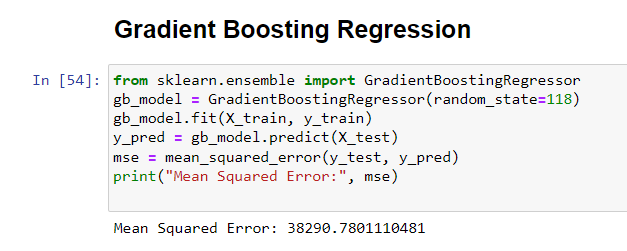 Gradient Boosting Regression
In [54]: from sklearn.ensemble import GradientBoostingRegressor
gb_model = GradientBoostingRegressor(random_state=118)
gb_model.fit(X_train, y_train)
y_pred = gb_model.predict(X_test)
mse = mean_squared_error(y_test, y_pred)
print("Mean Squared Error:", mse)
Mean Squared Error: 38290.7801110481